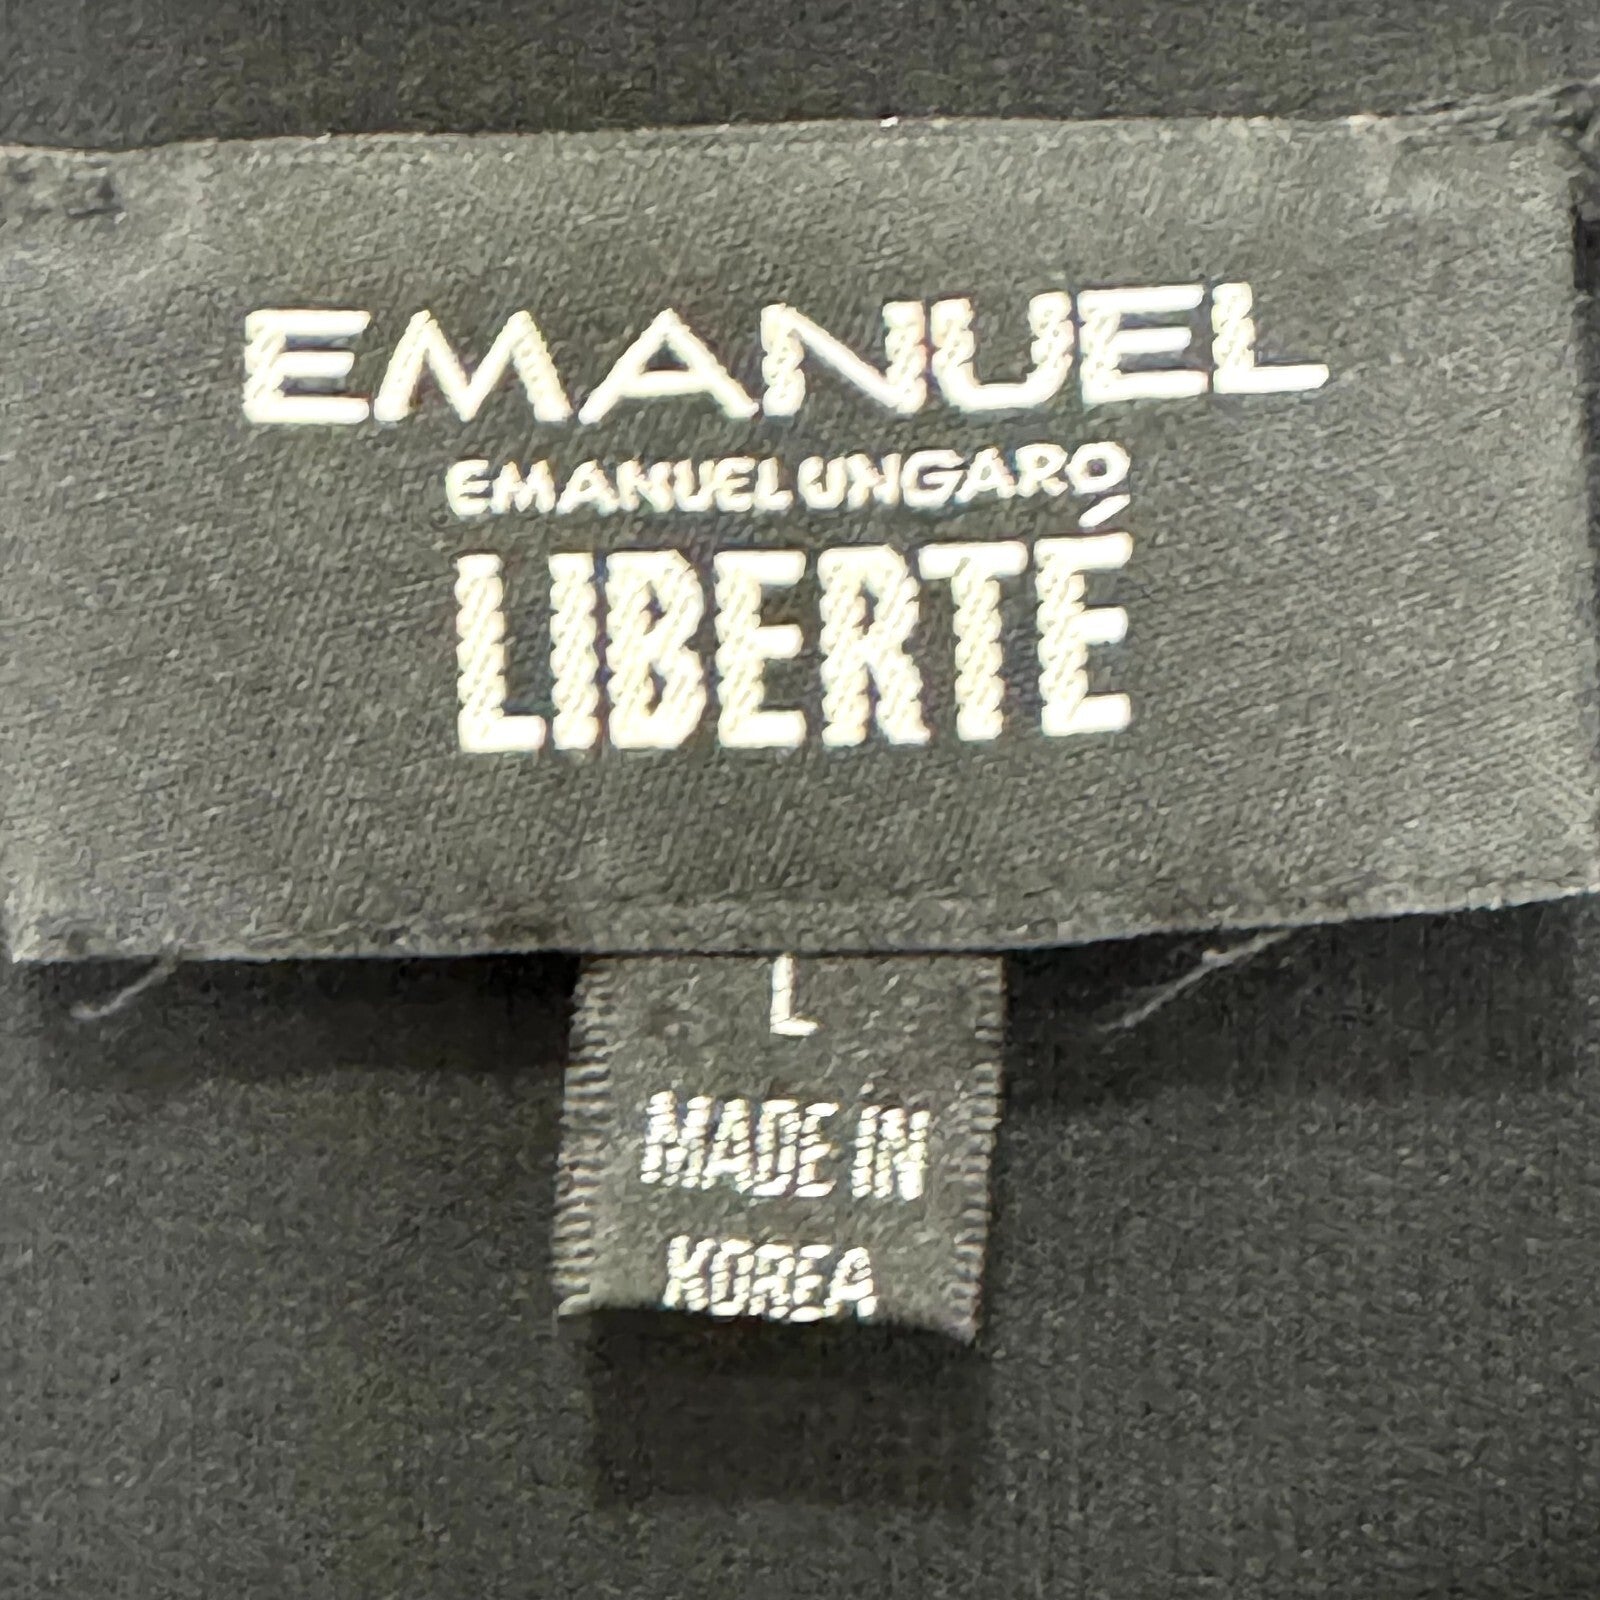 EMANUEL
EMANUEL UNGARO
LIBERTÉ
L
MADE IN
KOREA